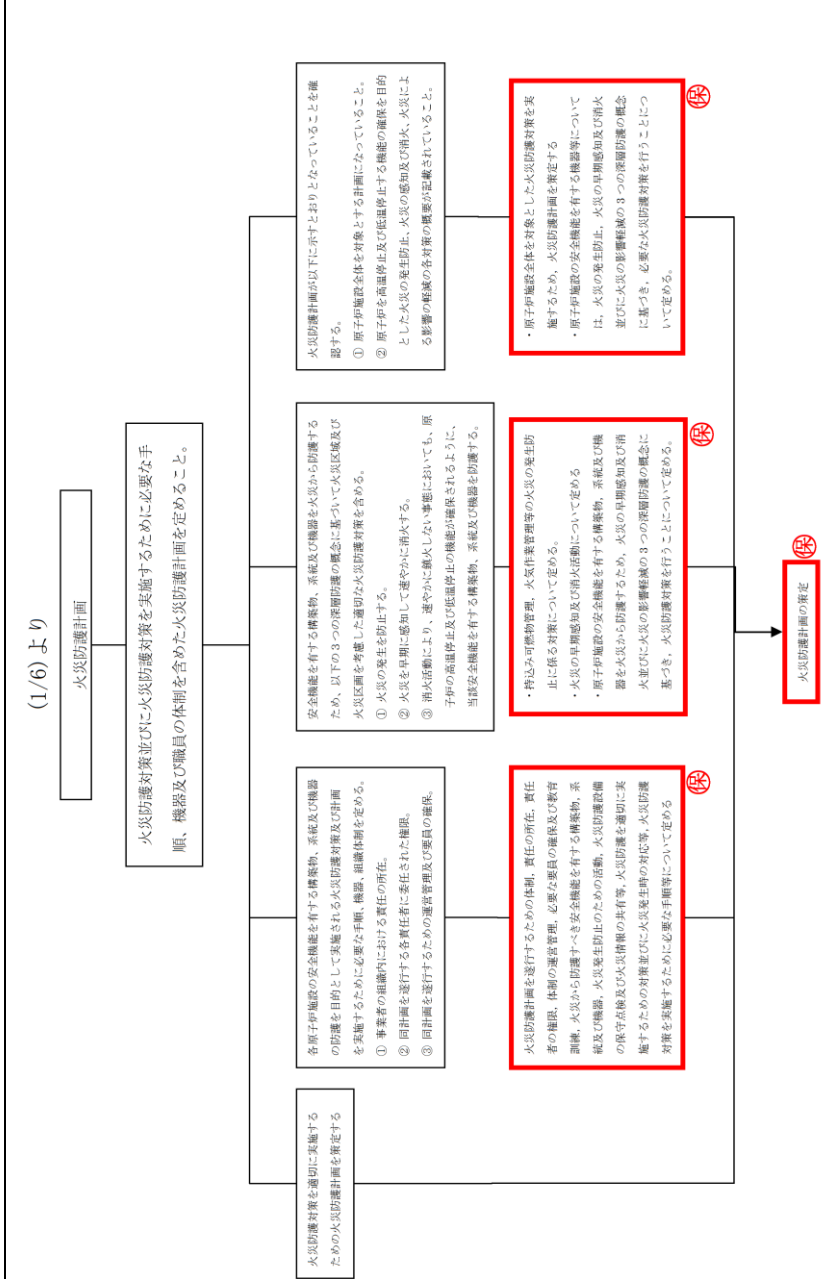 (1/6) より
火災防護計画
火災防護対策並びに火災防護対策を実施するために必要な手
順、機器及び職員の体制を含めた火災防護計画を定めること。
火災防護対策を適切に実施する
ための火災防護計画を策定する
各原子炉施設の安全機能を有する構築物、系統及び機器
の防護を目的として実施される火災防護対策及び計画
を実施するために必要な手順、機器、組織体制を定める。
① 事業者の組織内における責任の所在。
② 同計画を遂行する各責任者に委任された権限。
③ 同計画を遂行するための運営管理及び要員の確保。
安全機能を有する構築物、系統及び機器を火災から防護する
ため、以下の3つの深層防護の概念に基づいて火災区域及び
火災区画を考慮した適切な火災防護対策を含める。
① 火災の発生を防止する。
② 火災を早期に感知して速やかに消火する。
③ 消火活動により、速やかに鎮火しない事態においても、原
子炉の高温停止及び低温停止の機能が確保されるように、
当該安全機能を有する構築物、系統及び機器を防護する。
火災防護計画が以下に示すとおりとなっていることを確
認する。
① 原子炉施設全体を対象とする計画になっていること。
② 原子炉を高温停止及び低温停止する機能の確保を目的
とした火災の発生防止、火災の感知及び消火、火災によ
る影響の軽減の各対策の概要が記載されていること。
火災防護計画を遂行するための体制，責任の所在，責任
者の権限，体制の運営管理，必要な要員の確保及び教育
訓練，火災から防護すべき安全機能を有する構築物，系
統及び機器，火災発生防止のための活動，火災防護設備
の保守点検及び火災情報の共有等，火災防護を適切に実
施するための対策並びに火災発生時の対応等，火災防護
対策を実施するために必要な手順等について定める
保
・持込み可燃物管理，火気作業管理等の火災の発生防
止に係る対策について定める。
・火災の早期感知及び消火活動について定める
・原子炉施設の安全機能を有する構築物，系統及び機
器を火災から防護するため，火災の早期感知及び消
火並びに火災の影響軽減の3つの深層防護の概念に
基づき，火災防護対策を行うことについて定める。
保
・原子炉施設全体を対象とした火災防護対策を実
施するため，火災防護計画を策定する
・原子炉施設の安全機能を有する機器等について
は，火災の発生防止，火災の早期感知及び消火
並びに火災の影響軽減の3つの深層防護の概念
に基づき，必要な火災防護対策を行うことにつ
いて定める。
保
火災防護計画の策定
保